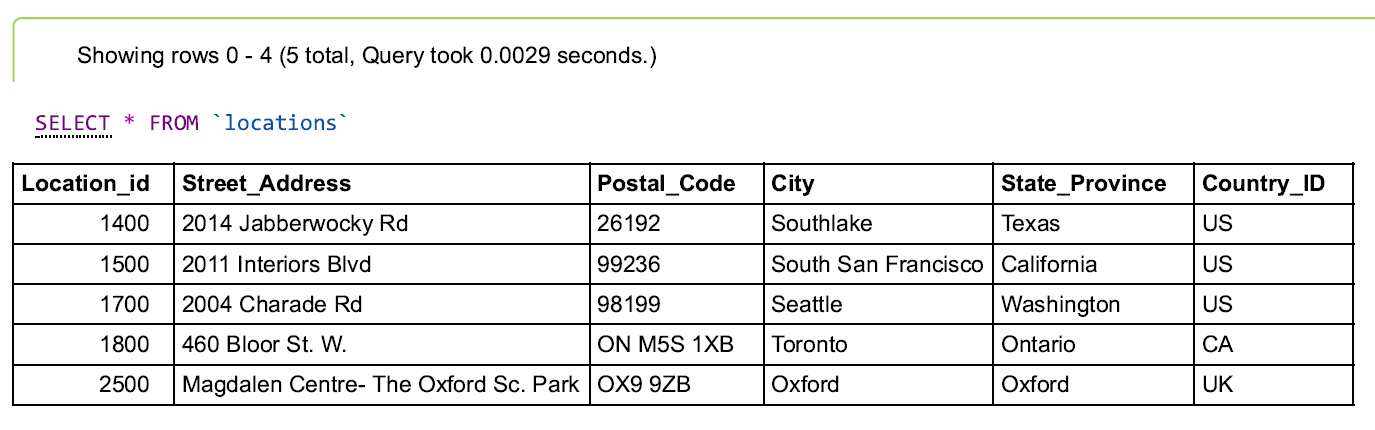 Showing rows 0 - 4 (5 total, Query took 0.0029 seconds.)
SELECT * FROM `locations`
Location_id Street_Address Postal_Code City State_Province Country_ID
1400 2014 Jabberwocky Rd 26192 Southlake Texas US
1500 2011 Interiors Blvd 99236 South San Francisco California US
1700 2004 Charade Rd 98199 Seattle Washington US
1800 460 Bloor St. W. ON M5S 1XB Toronto Ontario CA
2500 Magdalen Centre- The Oxford Sc. Park OX9 9ZB Oxford Oxford UK